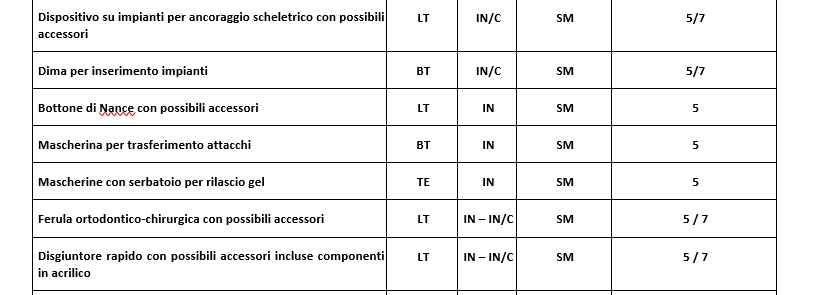 Dispositivo su impianti per ancoraggio scheletrico con possibili LT IN/C SM 5/7
accessori
Dima per inserimento impianti BT IN/C SM 5/7
Bottone di Nance con possibili accessori LT IN SM 5
Mascherina per trasferimento attacchi BT IN SM 5
Mascherine con serbatoio per rilascio gel TE IN SM 5
Ferula ortodontico-chirurgica con possibili accessori LT IN – IN/C SM 5 / 7
Disgiuntore rapido con possibili accessori incluse componenti LT IN – IN/C SM 5 / 7
in acrilico